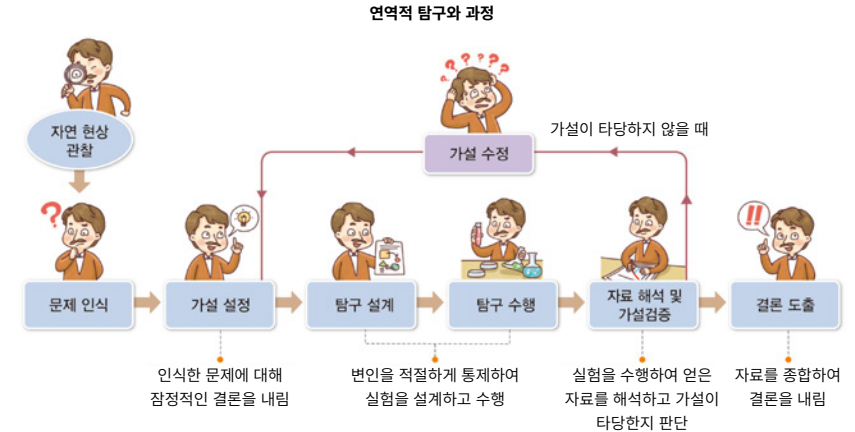 연역적 탐구와 과정
자연 현상
관찰
가설이 타당하지 않을 때
가설 수정
문제 인식
가설 설정
탐구 설계
탐구 수행
자료 해석 및
가설검증
결론 도출
인식한 문제에 대해
잠정적인 결론을 내림
변인을 적절하게 통제하여
실험을 설계하고 수행
실험을 수행하여 얻은
자료를 해석하고 가설이
타당한지 판단
자료를 종합하여
결론을 내림